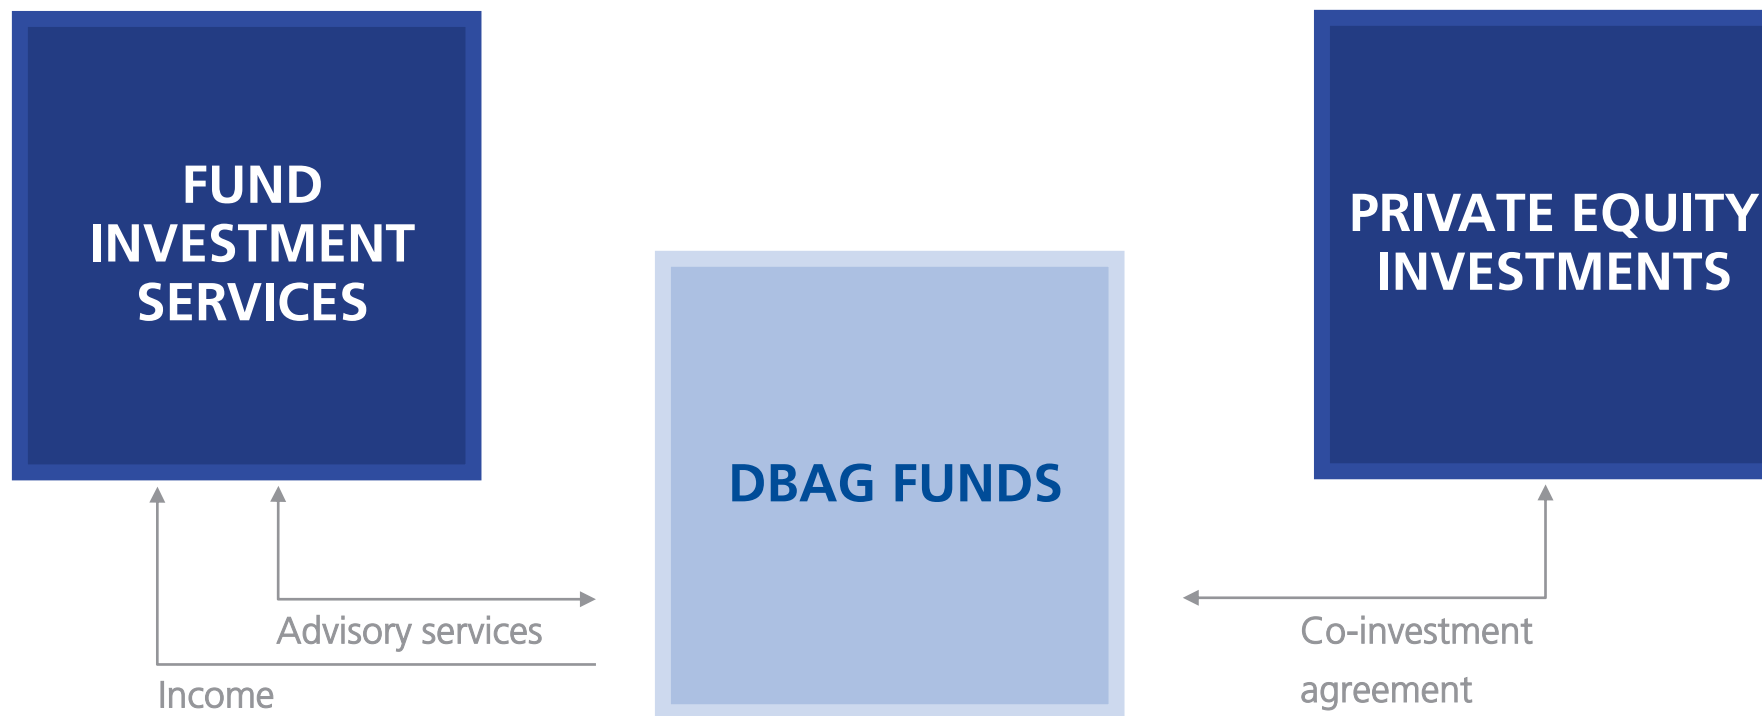 FUND
INVESTMENT
SERVICES
PRIVATE EQUITY
INVESTMENTS
DBAG FUNDS
Advisory services
Income
Co-investment
agreement